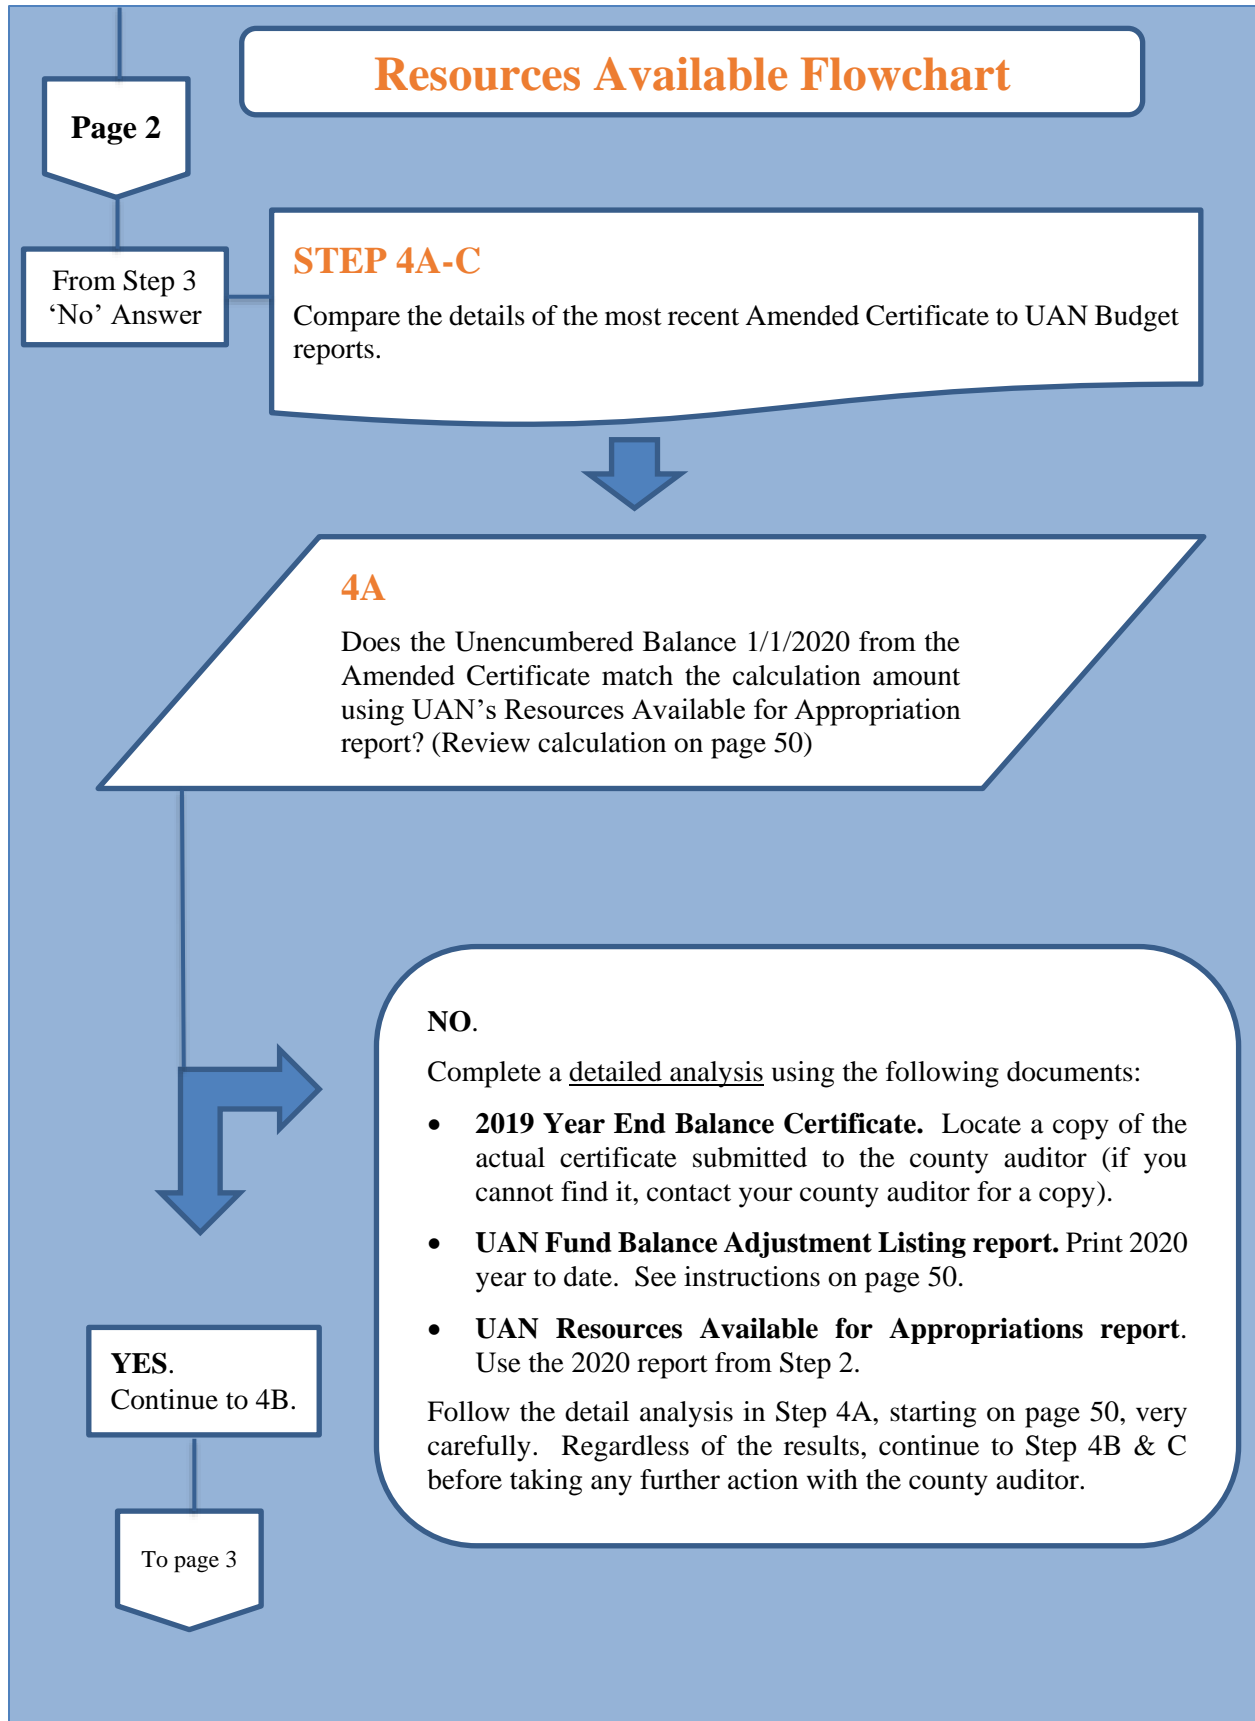 Resources Available Flowchart
Page 2
From Step 3
‘No’ Answer
STEP 4A-C
Compare the details of the most recent Amended Certificate to UAN Budget
reports.
4A
Does the Unencumbered Balance 1/1/2020 from the
Amended Certificate match the calculation amount
using UAN’s Resources Available for Appropriation
report? (Review calculation on page 50)
NO.
Complete a detailed analysis using the following documents:
• 2019 Year End Balance Certificate. Locate a copy of the
actual certificate submitted to the county auditor (if you
cannot find it, contact your county auditor for a copy).
• UAN Fund Balance Adjustment Listing report. Print 2020
year to date. See instructions on page 50.
• UAN Resources Available for Appropriations report.
Use the 2020 report from Step 2.
Follow the detail analysis in Step 4A, starting on page 50, very
carefully. Regardless of the results, continue to Step 4B & C
before taking any further action with the county auditor.
YES.
Continue to 4B.
To page 3